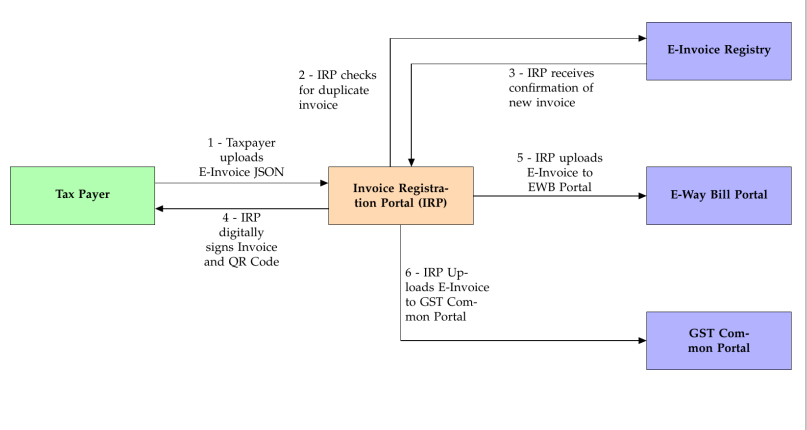 E-Invoice Registry
2 - IRP checks
for duplicate
invoice
3 - IRP receives
confirmation of
new invoice
1 - Taxpayer
uploads
E-Invoice JSON
5 - IRP uploads
E-Invoice to
EWB Portal
Tax Payer
Invoice Registra-
tion Portal (IRP)
E-Way Bill Portal
4 - IRP
digitally
signs Invoice
and QR Code
6 - IRP Up-
loads E-Invoice
to GST Com-
mon Portal
GST Com-
mon Portal